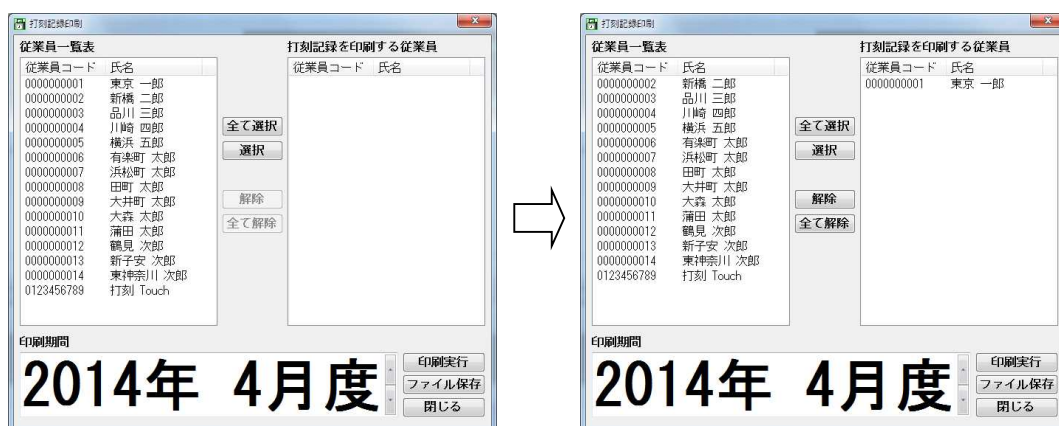 打刻記録印刷
従業員一覧表 打刻記録を印刷する従業員
従業員コード 氏名 従業員コード 氏名
0000000001 東京 一郎
0000000002 新橋 二郎
0000000003 品川 三郎
0000000004 川崎 四郎
0000000005 横浜 五郎
0000000006 有楽町 太郎
0000000007 浜松町 太郎
0000000008 田町 太郎
0000000009 大井町 太郎
0000000010 大森 太郎
0000000011 蒲田 太郎
0000000012 鶴見 次郎
0000000013 新子安 次郎
0000000014 東神奈川 次郎
0123456789 打刻 Touch
全て選択
選択
解除
全て解除
印刷期間
2014年 4月度
印刷実行
ファイル保存
閉じる
打刻記録印刷
従業員一覧表 打刻記録を印刷する従業員
従業員コード 氏名 従業員コード 氏名
0000000002 新橋 二郎
0000000003 品川 三郎
0000000004 川崎 四郎
0000000005 横浜 五郎
0000000006 有楽町 太郎
0000000007 浜松町 太郎
0000000008 田町 太郎
0000000009 大井町 太郎
0000000010 大森 太郎
0000000011 蒲田 太郎
0000000012 鶴見 次郎
0000000013 新子安 次郎
0000000014 東神奈川 次郎
0123456789 打刻 Touch
全て選択
選択
解除
全て解除
0000000001 東京 一郎
印刷期間
2014年 4月度
印刷実行
ファイル保存
閉じる